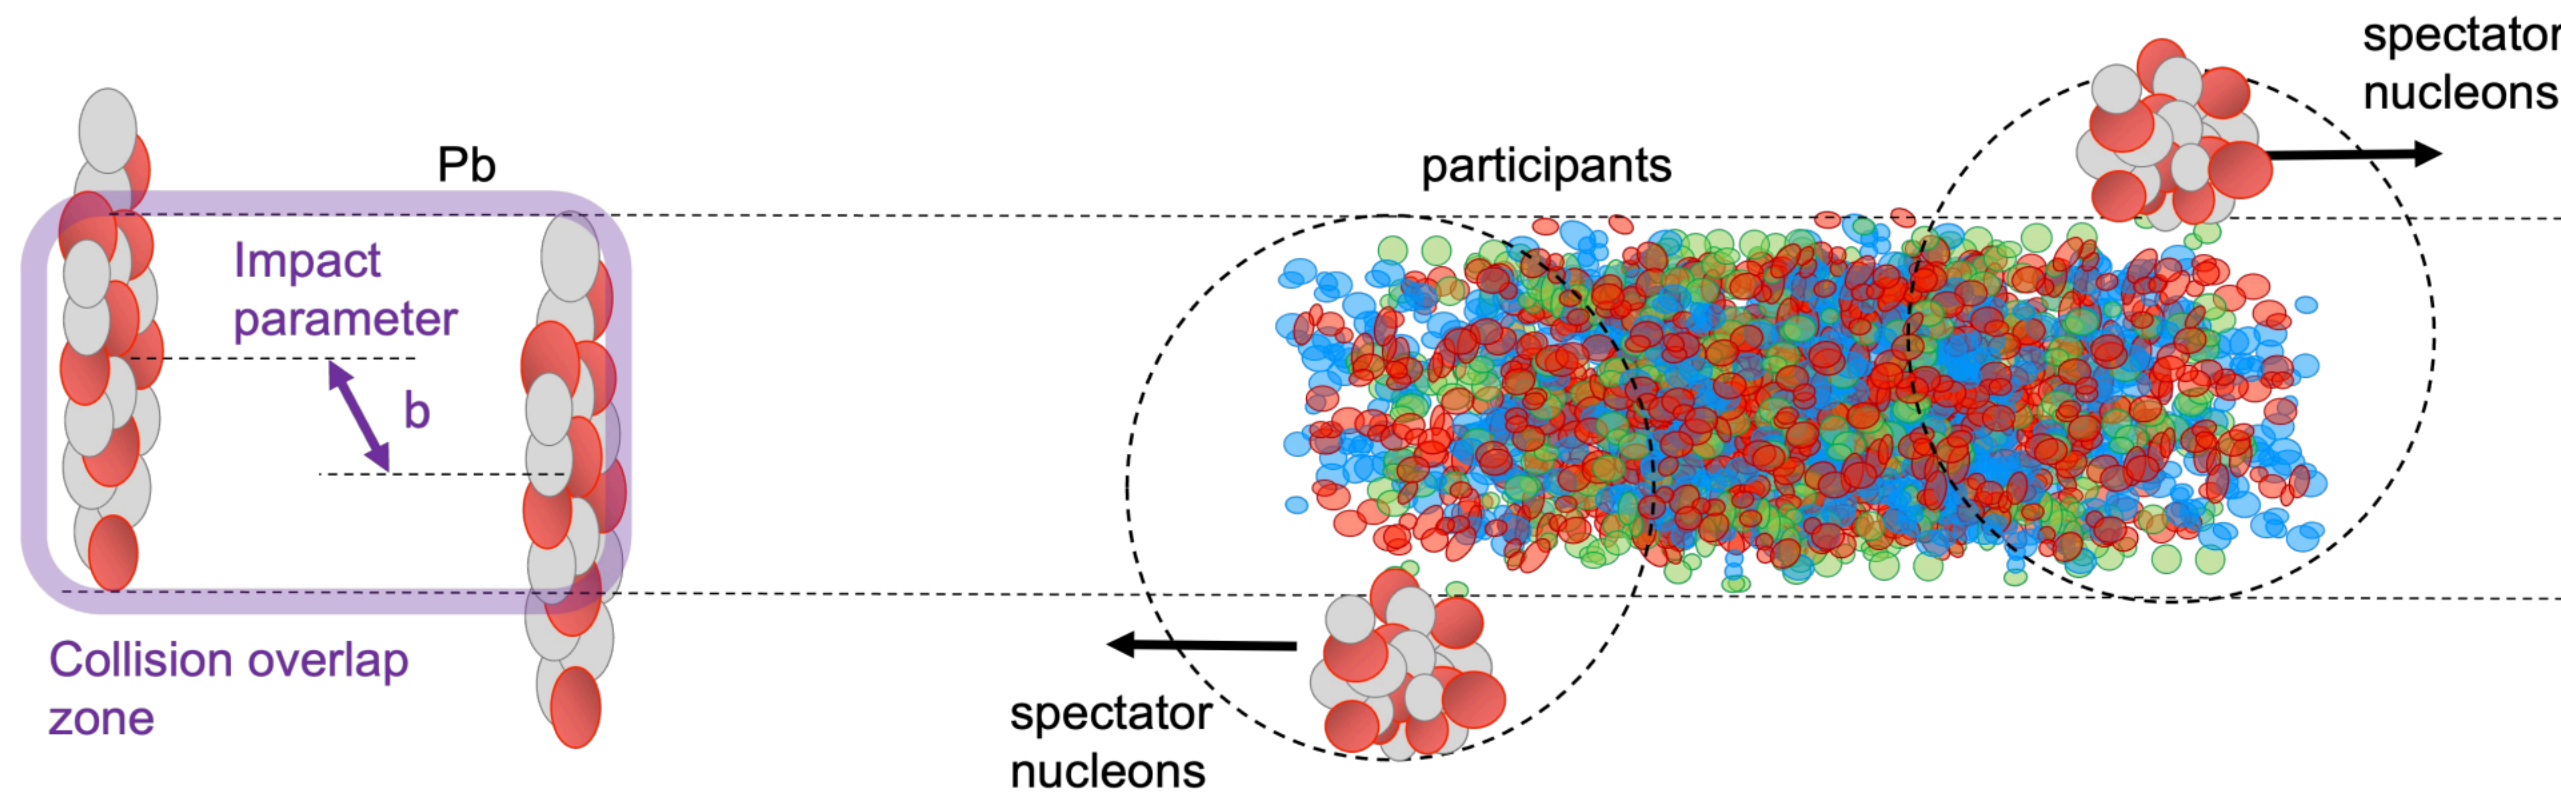 Pb
Impact
parameter
b
Collision overlap
zone
participants
spectator
nucleons
spectator
nucleons